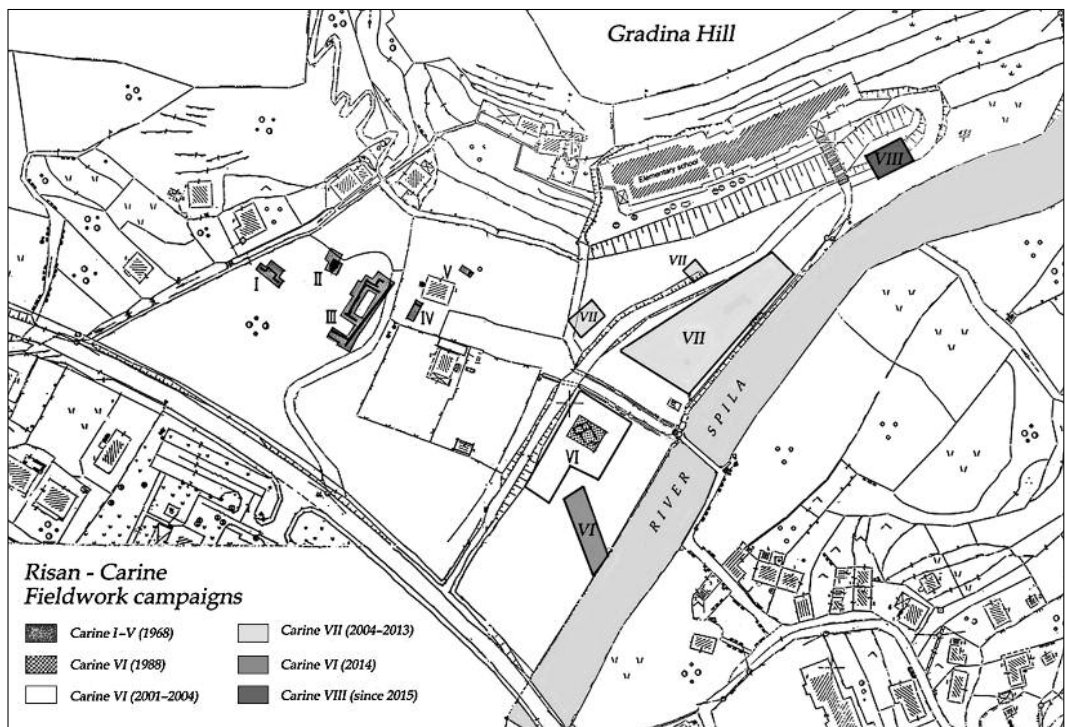 Gradina Hill
Elementary school
VIII
VII
V
II
I
III
IV
VII
VII
VI
VI
RIVER SPILA
Risan - Carine
Fieldwork campaigns
Carine I–V (1968)
Carine VI (1988)
Carine VI (2001–2004)
Carine VII (2004–2013)
Carine VI (2014)
Carine VIII (since 2015)